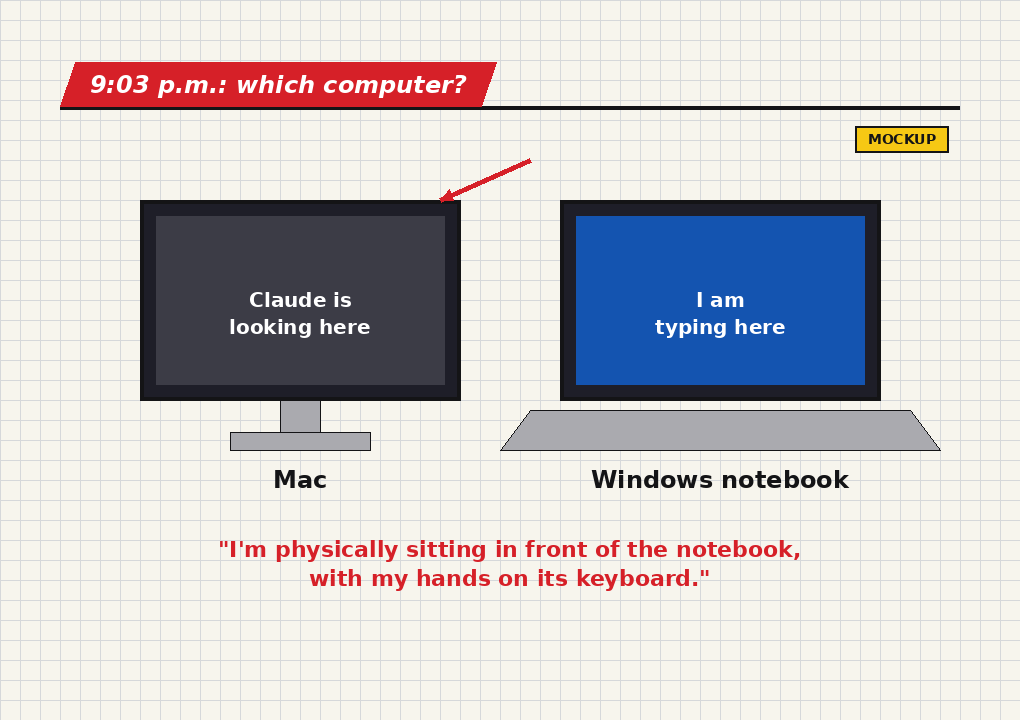 9:03 p.m.: which computer?
MOCKUP
Claude is
looking here
I am
typing here
Mac
Windows notebook
"I'm physically sitting in front of the notebook,
with my hands on its keyboard."